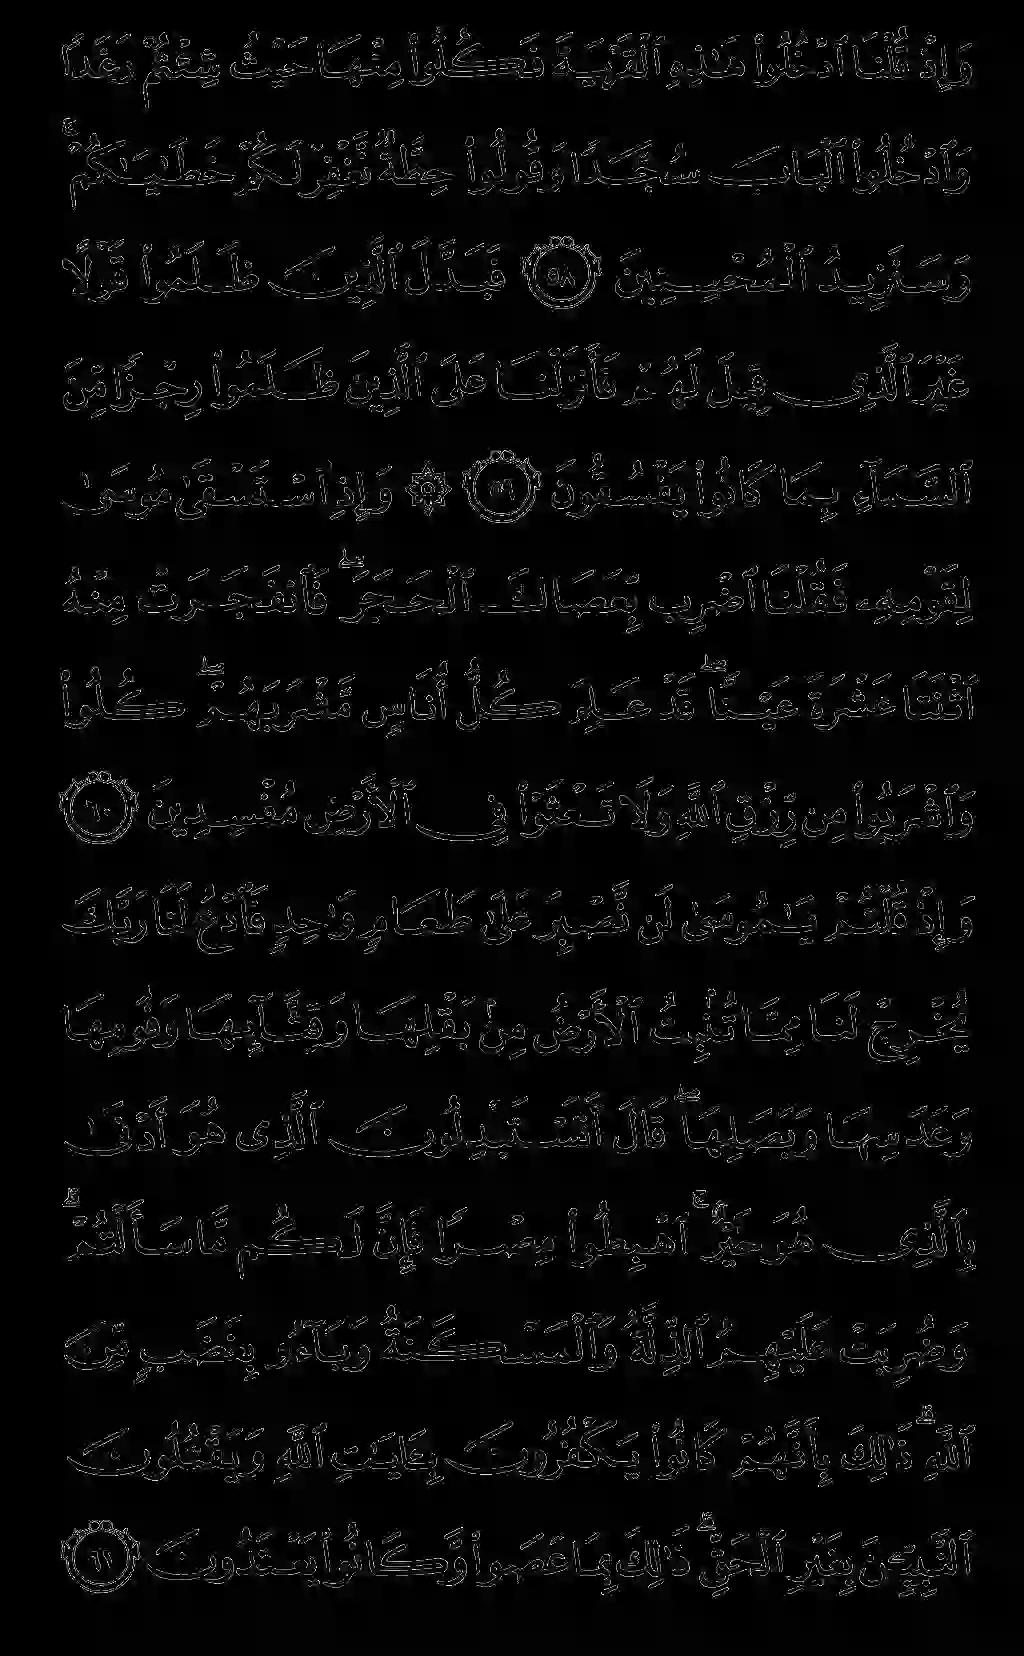 وَإِذْ قُلْنَا ٱدْخُلُوا۟ هَـٰذِهِ ٱلْقَرْيَةَ فَكُلُوا۟ مِنْهَا حَيْثُ شِئْتُمْ رَغَدًا
وَٱدْخُلُوا۟ ٱلْبَابَ سُجَّدًا وَقُولُوا۟ حِطَّةٌ نَّغْفِرْ لَكُمْ خَطَـٰيَـٰكُمْ ۚ
وَسَنَزِيدُ ٱلْمُحْسِنِينَ ٥٨ فَبَدَّلَ ٱلَّذِينَ ظَلَمُوا۟ قَوْلًا
غَيْرَ ٱلَّذِى قِيلَ لَهُمْ فَأَنزَلْنَا عَلَى ٱلَّذِينَ ظَلَمُوا۟ رِجْزًا مِّنَ
ٱلسَّمَآءِ بِمَا كَانُوا۟ يَفْسُقُونَ ٥٩ ۞ وَإِذِ ٱسْتَسْقَىٰ مُوسَىٰ
لِقَوْمِهِۦ فَقُلْنَا ٱضْرِب بِّعَصَاكَ ٱلْحَجَرَ ۖ فَٱنفَجَرَتْ مِنْهُ
ٱثْنَتَا عَشْرَةَ عَيْنًا ۖ قَدْ عَلِمَ كُلُّ أُنَاسٍ مَّشْرَبَهُمْ ۖ كُلُوا۟
وَٱشْرَبُوا۟ مِن رِّزْقِ ٱللَّهِ وَلَا تَعْثَوْا۟ فِى ٱلْأَرْضِ مُفْسِدِينَ ٦٠
وَإِذْ قُلْتُمْ يَـٰمُوسَىٰ لَن نَّصْبِرَ عَلَىٰ طَعَامٍ وَٰحِدٍ فَٱدْعُ لَنَا رَبَّكَ
يُخْرِجْ لَنَا مِمَّا تُنۢبِتُ ٱلْأَرْضُ مِنۢ بَقْلِهَا وَقِثَّآئِهَا وَفُومِهَا
وَعَدَسِهَا وَبَصَلِهَا ۖ قَالَ أَتَسْتَبْدِلُونَ ٱلَّذِى هُوَ أَدْنَىٰ
بِٱلَّذِى هُوَ خَيْرٌ ۚ ٱهْبِطُوا۟ مِصْرًا فَإِنَّ لَكُم مَّا سَأَلْتُمْ ۗ
وَضُرِبَتْ عَلَيْهِمُ ٱلذِّلَّةُ وَٱلْمَسْكَنَةُ وَبَآءُو بِغَضَبٍ مِّنَ
ٱللَّهِ ۗ ذَٰلِكَ بِأَنَّهُمْ كَانُوا۟ يَكْفُرُونَ بِـَٔايَـٰتِ ٱللَّهِ وَيَقْتُلُونَ
ٱلنَّبِيِّـۧنَ بِغَيْرِ ٱلْحَقِّ ۗ ذَٰلِكَ بِمَا عَصَوا۟ وَّكَانُوا۟ يَعْتَدُونَ ٦١